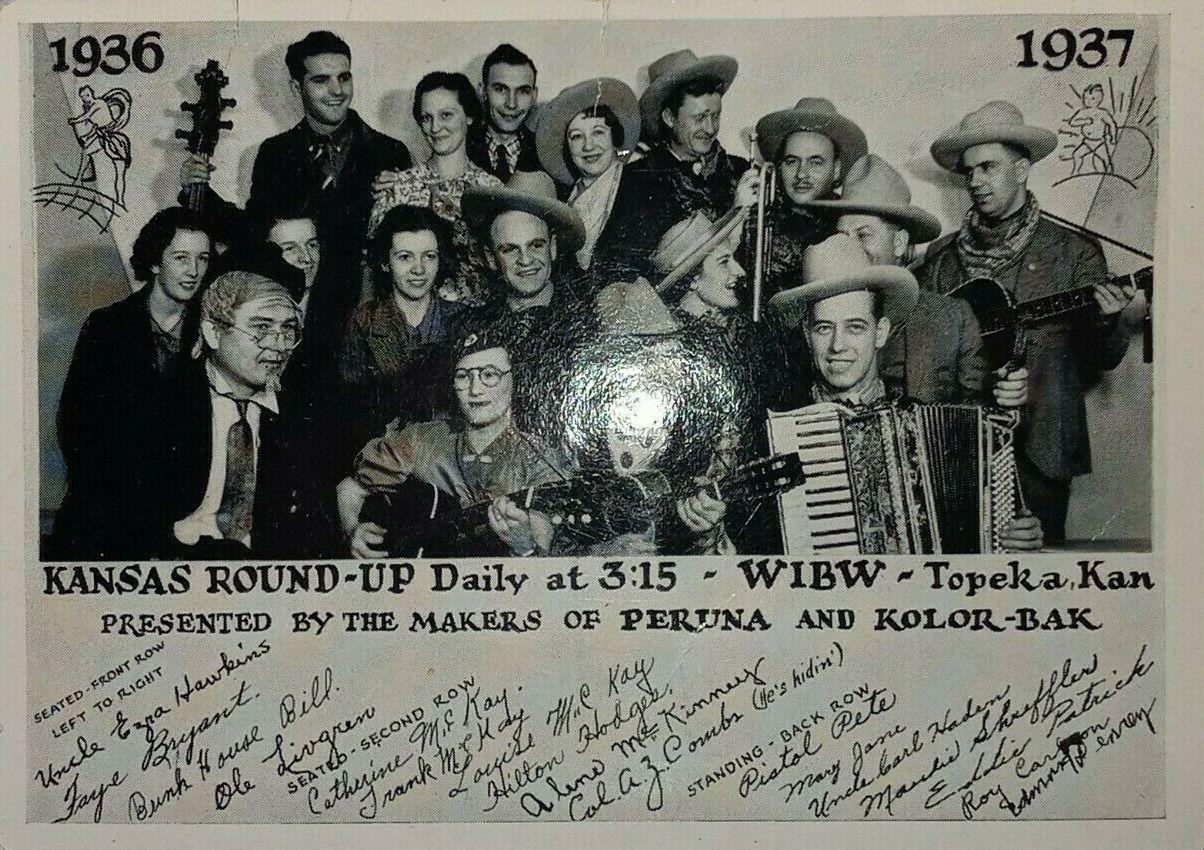 1936
1937
KANSAS ROUND-UP Daily at 3:15 - WIBW - Topeka, Kan
PRESENTED BY THE MAKERS OF PERUNA AND KOLOR-BAK
SEATED-FRONT ROW
LEFT TO RIGHT
Uncle Ezra Hawkins
Faye Bryant.
Bunk House Bill.
Ole Livgren
SEATED-SECOND ROW
Catherine McKay.
Frank McKay
Louise McKay
Hilton Hodges.
Alene McKinney
Col. A. J. Combs (He's hidin')
STANDING - BACK ROW
Pistol Pete
Mary Jane
Uncle Carl Haden
Maudie Shreffler
Eddie Patrick
Roy Carlson
Edmund Denney